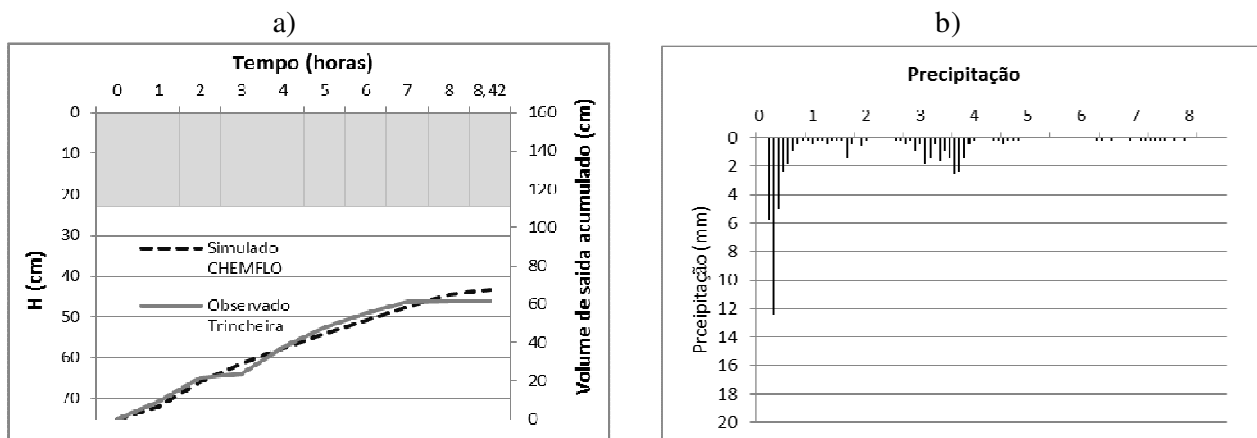 a)
Tempo (horas)
0 1 2 3 4 5 6 7 8 8,42
0
10
20
30
40
50
60
70
H (cm)
160
140
120
100
80
60
40
20
0
Volume de saída acumulado (cm)
Simulado
CHEMFLO
Observado
Trincheira
b)
Precipitação
0 1 2 3 4 5 6 7 8
0
2
4
6
8
10
12
14
16
18
20
Prceipitação (mm)